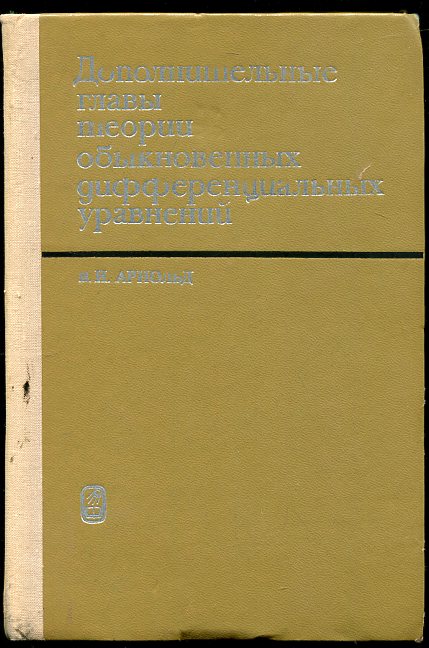 Дополнительные
главы
теории
обыкновенных
дифференциальных
уравнений
В. И. АРНОЛЬД